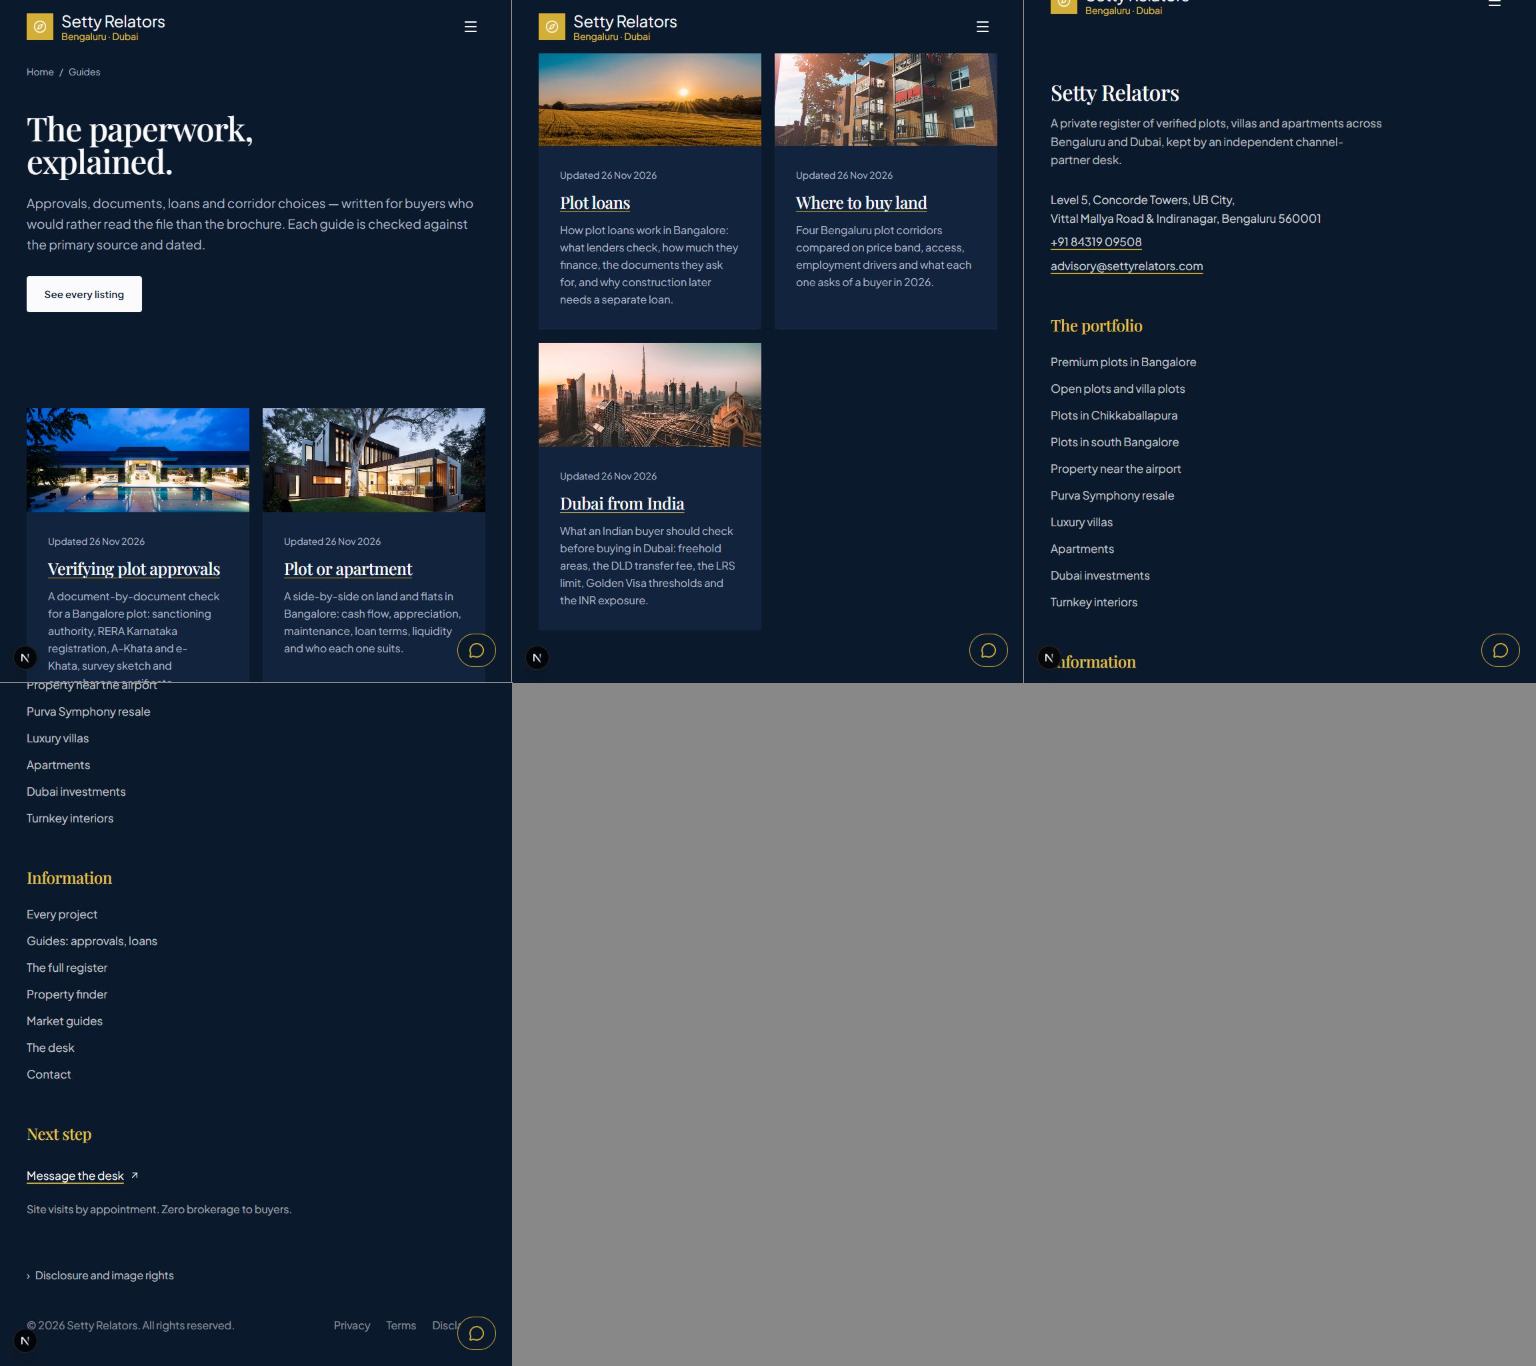 Setty Relators
Bengaluru · Dubai
Home / Guides
The paperwork,
explained.
Approvals, documents, loans and corridor choices — written for buyers who
would rather read the file than the brochure. Each guide is checked against
the primary source and dated.
See every listing
Updated 26 Nov 2026
Verifying plot approvals
A document-by-document check
for a Bangalore plot: sanctioning
authority, RERA Karnataka
registration, A-Khata and e-
Khata, survey sketch and
Updated 26 Nov 2026
Plot or apartment
A side-by-side on land and flats in
Bangalore: cash flow, appreciation,
maintenance, loan terms, liquidity
and who each one suits.
N
Setty Relators
Bengaluru · Dubai
Updated 26 Nov 2026
Plot loans
How plot loans work in Bangalore:
what lenders check, how much they
finance, the documents they ask
for, and why construction later
needs a separate loan.
Updated 26 Nov 2026
Where to buy land
Four Bengaluru plot corridors
compared on price band, access,
employment drivers and what each
one asks of a buyer in 2026.
Updated 26 Nov 2026
Dubai from India
What an Indian buyer should check
before buying in Dubai: freehold
areas, the DLD transfer fee, the LRS
limit, Golden Visa thresholds and
the INR exposure.
N
Setty Relators
Bengaluru · Dubai
Setty Relators
A private register of verified plots, villas and apartments across
Bengaluru and Dubai, kept by an independent channel-
partner desk.
Level 5, Concorde Towers, UB City,
Vittal Mallya Road & Indiranagar, Bengaluru 560001
+91 84319 09508
advisory@settyrelators.com
The portfolio
Premium plots in Bangalore
Open plots and villa plots
Plots in Chikkaballapura
Plots in south Bangalore
Property near the airport
Purva Symphony resale
Luxury villas
Apartments
Dubai investments
Turnkey interiors
N
Information
Property near the airport
Purva Symphony resale
Luxury villas
Apartments
Dubai investments
Turnkey interiors
Information
Every project
Guides: approvals, loans
The full register
Property finder
Market guides
The desk
Contact
Next step
Message the desk ↗
Site visits by appointment. Zero brokerage to buyers.
› Disclosure and image rights
© 2026 Setty Relators. All rights reserved.
Privacy Terms
N